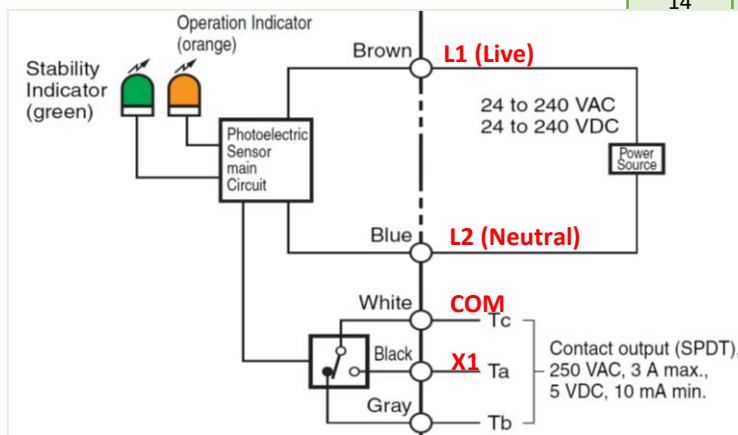 14
Operation Indicator
(orange)
Stability
Indicator
(green)
Brown
L1 (Live)
24 to 240 VAC
24 to 240 VDC
Photoelectric
Sensor
main
Circuit
Power
Source
Blue
L2 (Neutral)
White
COM
Tc
Black
X1
Ta
Contact output (SPDT),
250 VAC, 3 A max.,
5 VDC, 10 mA min.
Gray
Tb